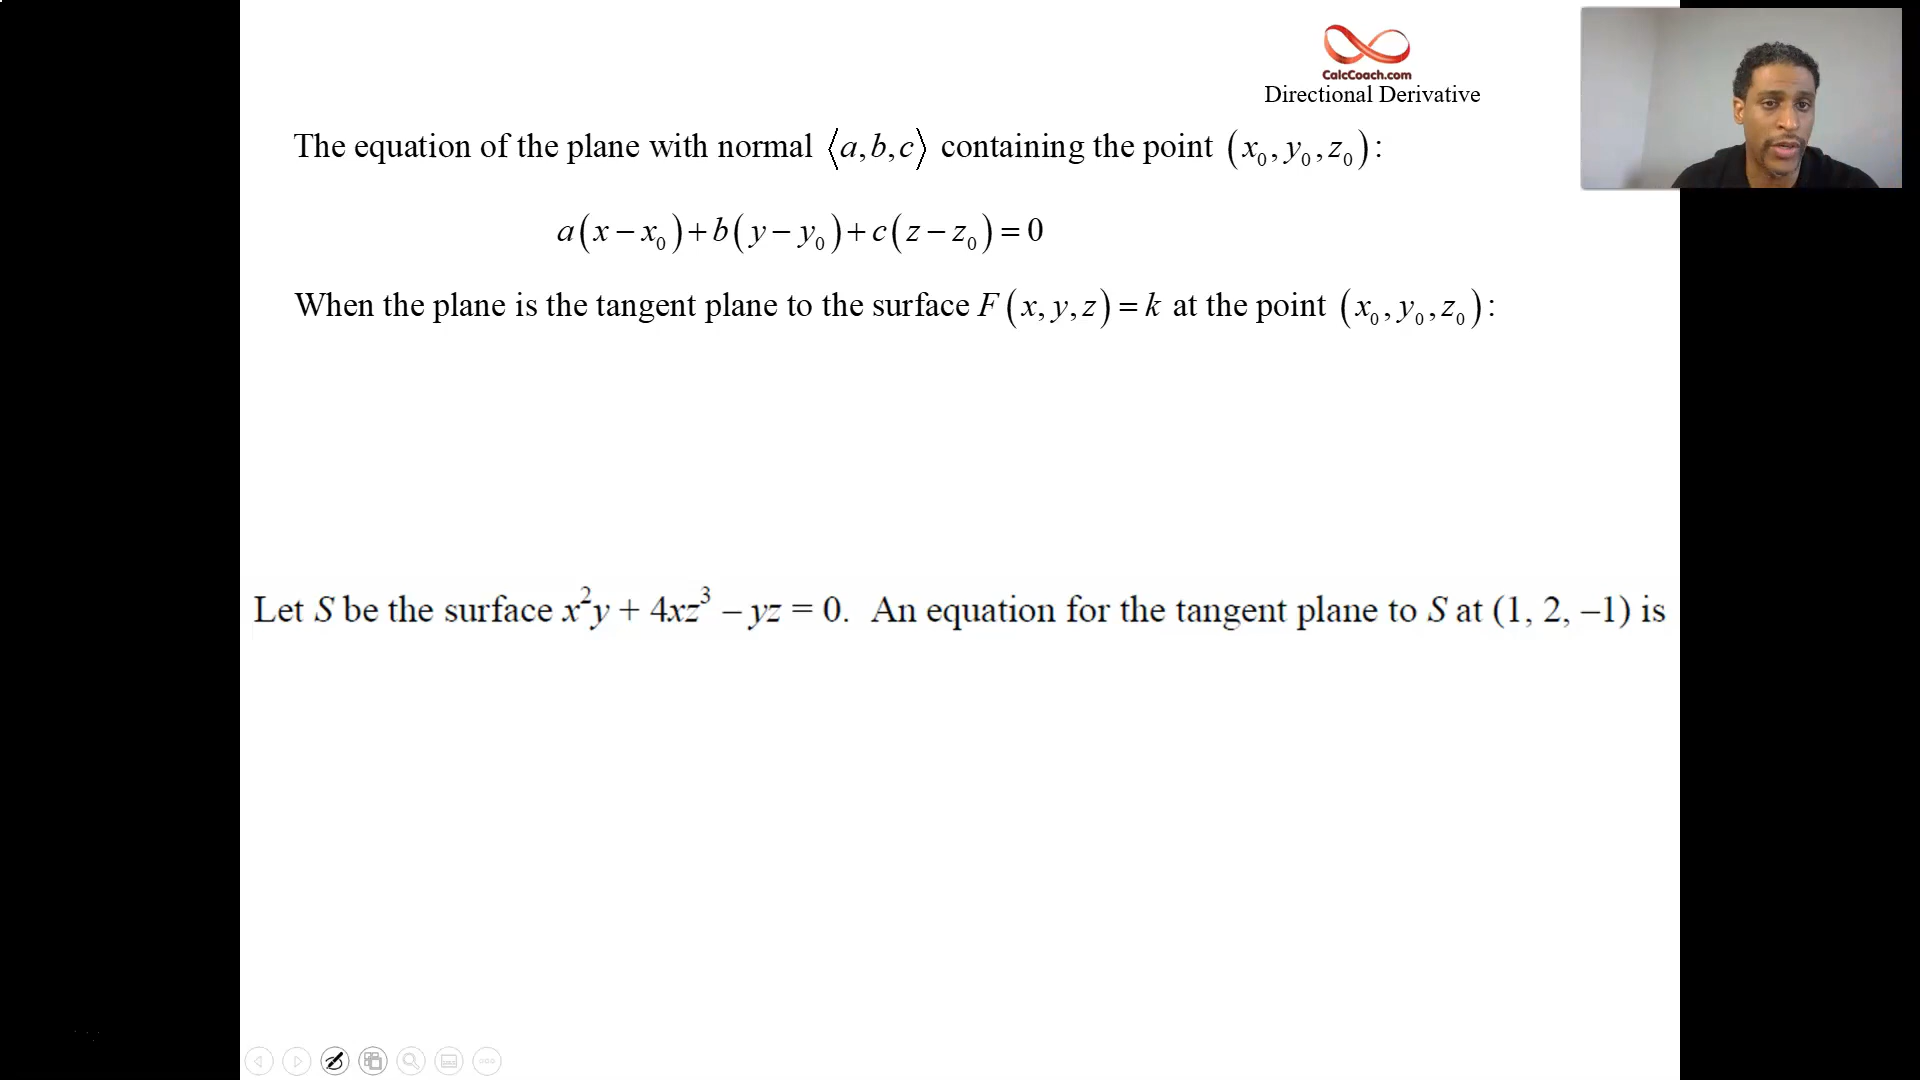 CalcCoach.com
Directional Derivative
The equation of the plane with normal ⟨a,b,c⟩ containing the point (x₀, y₀, z₀):
a(x − x₀) + b(y − y₀) + c(z − z₀) = 0
When the plane is the tangent plane to the surface F(x, y, z) = k at the point (x₀, y₀, z₀):
Let S be the surface x²y + 4xz³ – yz = 0. An equation for the tangent plane to S at (1, 2, –1) is